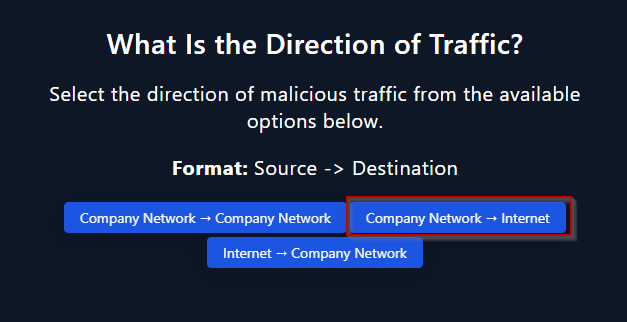 What Is the Direction of Traffic?
Select the direction of malicious traffic from the available
options below.
Format: Source -> Destination
Company Network → Company Network
Company Network → Internet
Internet → Company Network